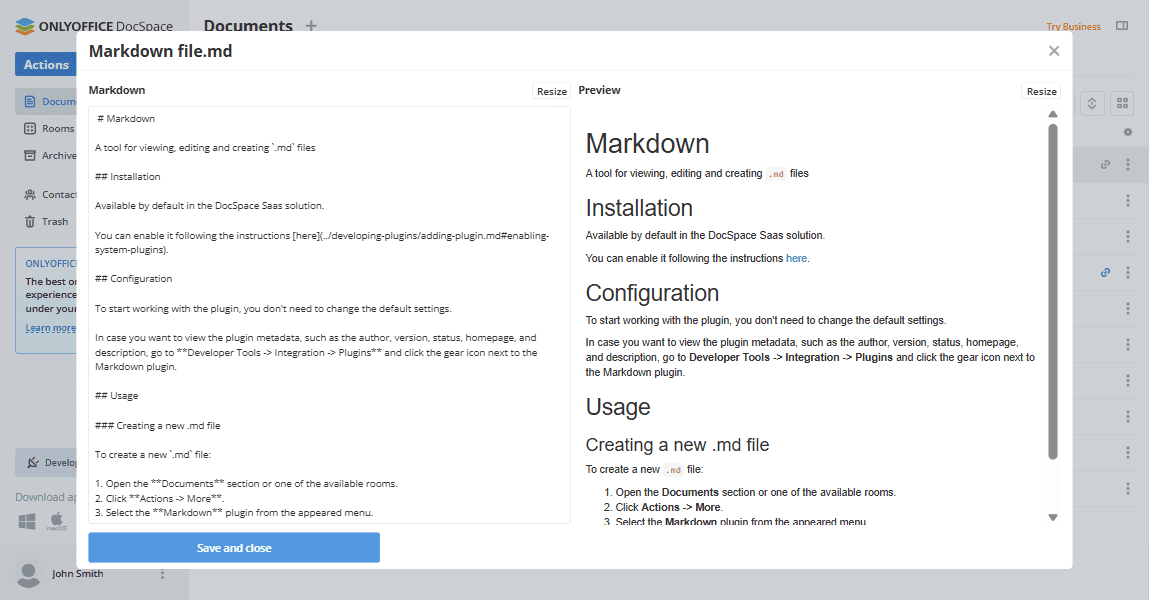 ONLYOFFICE DocSpace
Documents +
Try Business
Actions
Docum
Rooms
Archive
Contac
Trash
ONLYOFFIC
The best
experience
under your
Learn more
Develop
Download ap
macOS
John Smith
Markdown file.md
Markdown
Resize
# Markdown
A tool for viewing, editing and creating `.md` files
## Installation
Available by default in the DocSpace Saas solution.
You can enable it following the instructions [here](../developing-plugins/adding-plugin.md#enabling-
system-plugins).
## Configuration
To start working with the plugin, you don't need to change the default settings.
In case you want to view the plugin metadata, such as the author, version, status, homepage, and
description, go to **Developer Tools -> Integration -> Plugins** and click the gear icon next to the
Markdown plugin.
## Usage
### Creating a new .md file
To create a new `.md` file:
1. Open the **Documents** section or one of the available rooms.
2. Click **Actions -> More**.
3. Select the **Markdown** plugin from the appeared menu.
Save and close
Preview
Resize
Markdown
A tool for viewing, editing and creating .md files
Installation
Available by default in the DocSpace Saas solution.
You can enable it following the instructions here.
Configuration
To start working with the plugin, you don't need to change the default settings.
In case you want to view the plugin metadata, such as the author, version, status, homepage,
and description, go to Developer Tools -> Integration -> Plugins and click the gear icon next to
the Markdown plugin.
Usage
Creating a new .md file
To create a new .md file:
1. Open the Documents section or one of the available rooms.
2. Click Actions -> More.
3. Select the Markdown plugin from the appeared menu